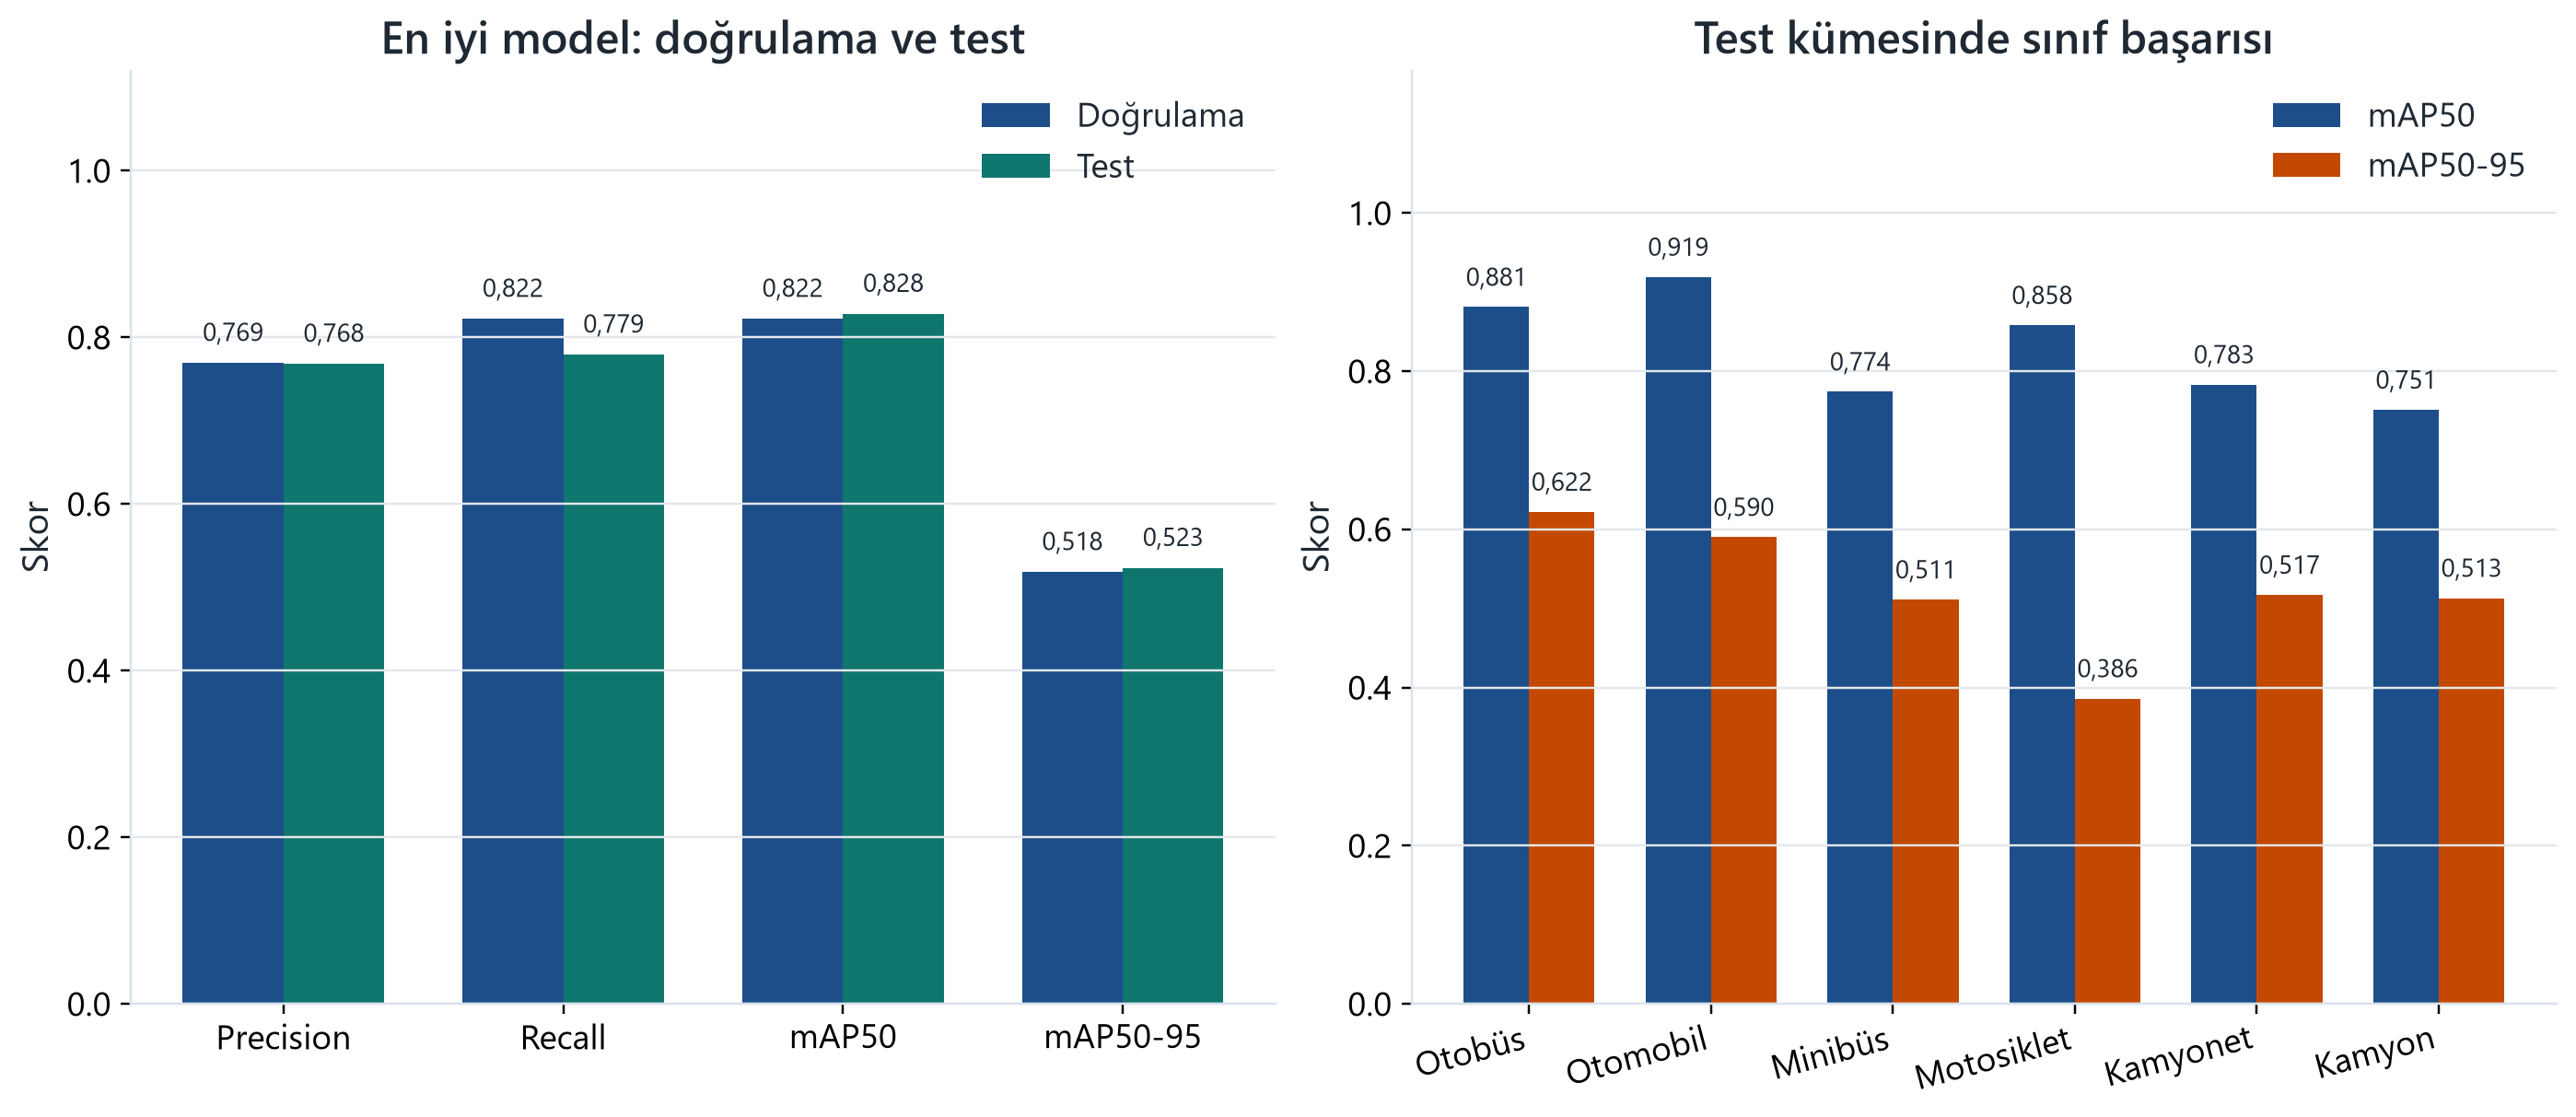 En iyi model: doğrulama ve test
Doğrulama
Test
Skor
1.0
0.8
0.6
0.4
0.2
0.0
0,769
0,768
0,822
0,779
0,822
0,828
0,518
0,523
Precision
Recall
mAP50
mAP50-95
Test kümesinde sınıf başarısı
mAP50
mAP50-95
Skor
1.0
0.8
0.6
0.4
0.2
0.0
0,881
0,622
0,919
0,590
0,774
0,511
0,858
0,386
0,783
0,517
0,751
0,513
Otobüs
Otomobil
Minibüs
Motosiklet
Kamyonet
Kamyon